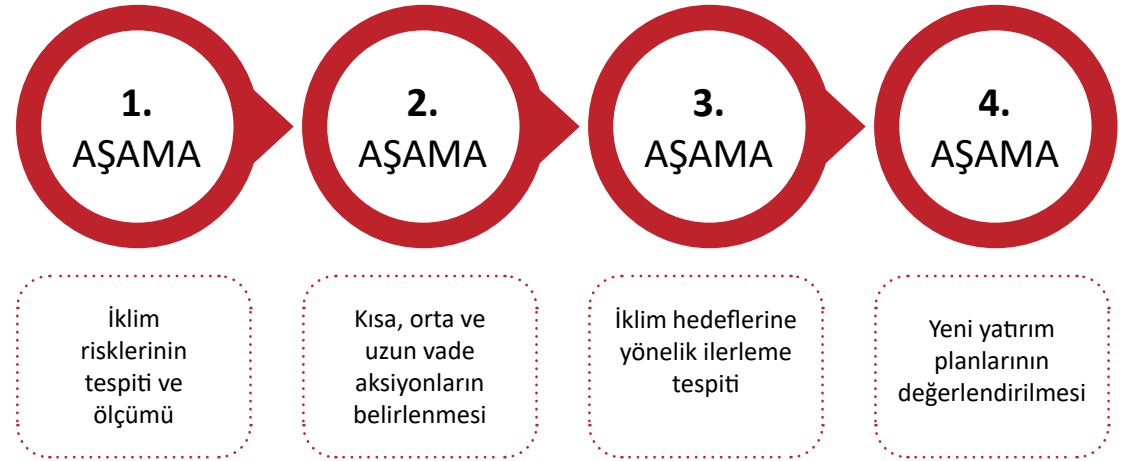 1.
AŞAMA
İklim
risklerinin
tespiti ve
ölçümü
2.
AŞAMA
Kısa, orta ve
uzun vade
aksiyonların
belirlenmesi
3.
AŞAMA
İklim hedeflerine
yönelik ilerleme
tespiti
4.
AŞAMA
Yeni yatırım
planlarının
değerlendirilmesi